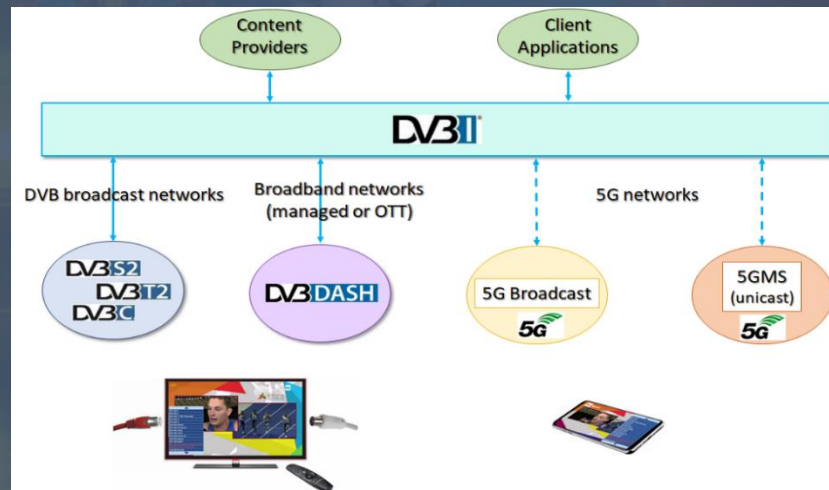 Content
Providers
Client
Applications
DVB I
DVB broadcast networks
Broadband networks
(managed or OTT)
5G networks
DVB S2
DVB T2
DVB C
DVB DASH
5G Broadcast
5G
5GMS
(unicast)
5G